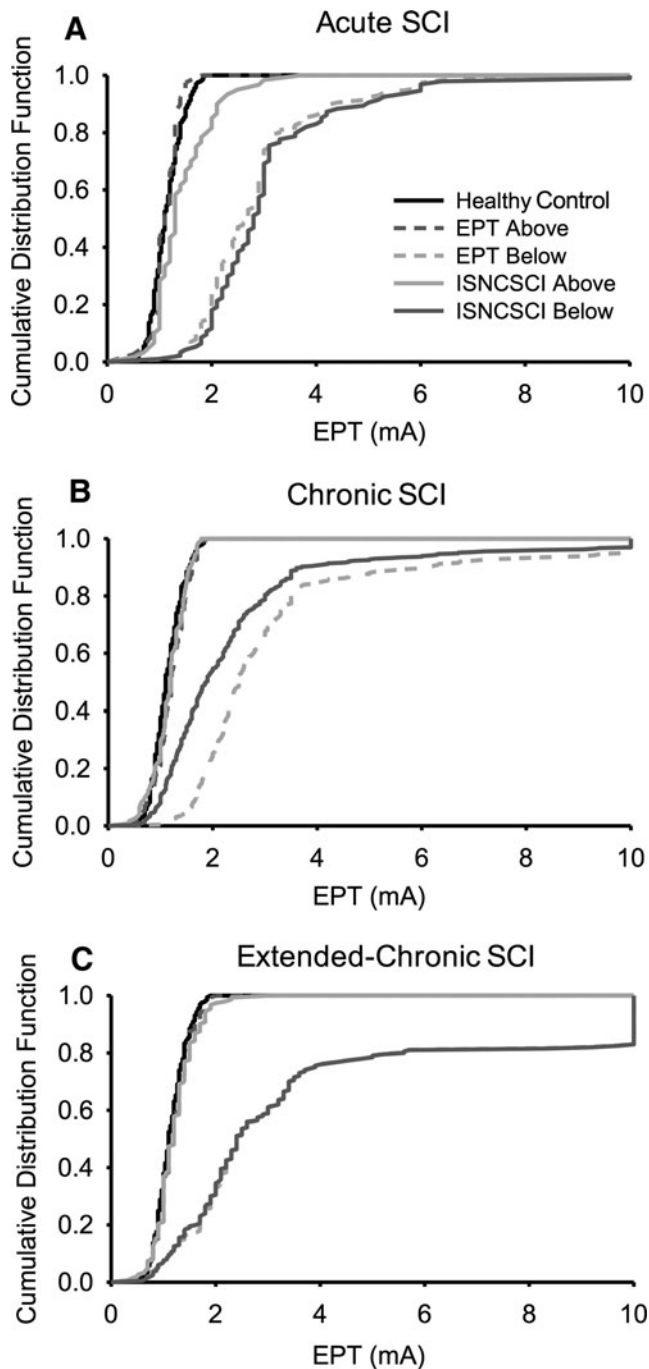 A
Acute SCI
Cumulative Distribution Function
1.0
0.8
0.6
0.4
0.2
0.0
Healthy Control
EPT Above
EPT Below
ISNCSCI Above
ISNCSCI Below
0 2 4 6 8 10
EPT (mA)
B
Chronic SCI
Cumulative Distribution Function
1.0
0.8
0.6
0.4
0.2
0.0
0 2 4 6 8 10
EPT (mA)
C
Extended-Chronic SCI
Cumulative Distribution Function
1.0
0.8
0.6
0.4
0.2
0.0
0 2 4 6 8 10
EPT (mA)